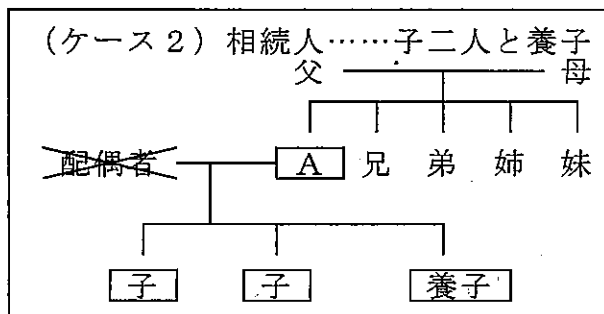 (ケース2)相続人……子二人と養子
父 母
配偶者 A 兄 弟 姉 妹
子 子 養子